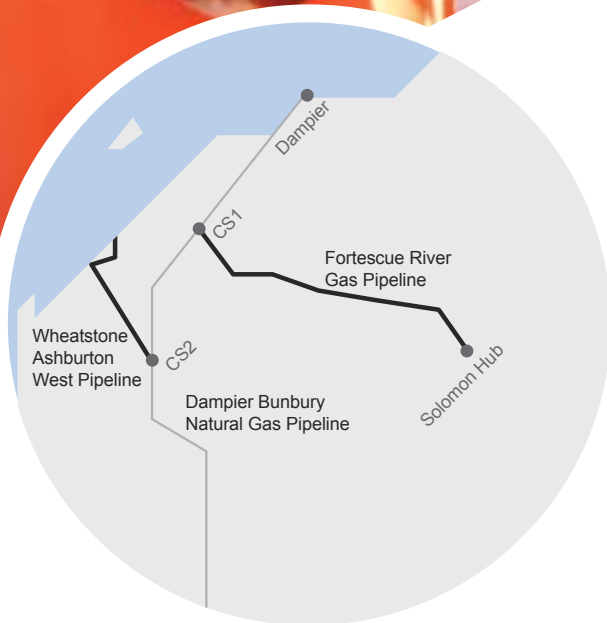 Dampier
CS1
Fortescue River
Gas Pipeline
Wheatstone
Ashburton
West Pipeline
CS2
Solomon Hub
Dampier Bunbury
Natural Gas Pipeline